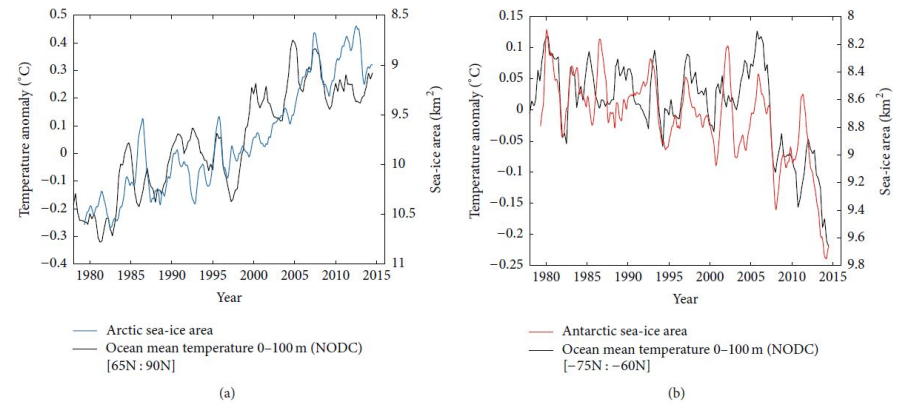 0.5
0.4
0.3
0.2
0.1
0
−0.1
−0.2
−0.3
−0.4
Temperature anomaly (°C)
8.5
9
9.5
10
10.5
11
Sea-ice area (km²)
1980 1985 1990 1995 2000 2005 2010 2015
Year
Arctic sea-ice area
Ocean mean temperature 0–100 m (NODC)
[65N : 90N]
(a)
0.15
0.1
0.05
0
−0.05
−0.1
−0.15
−0.2
−0.25
Temperature anomaly (°C)
8
8.2
8.4
8.6
8.8
9
9.2
9.4
9.6
9.8
Sea-ice area (km²)
1980 1985 1990 1995 2000 2005 2010 2015
Year
Antarctic sea-ice area
Ocean mean temperature 0–100 m (NODC)
[−75N : −60N]
(b)